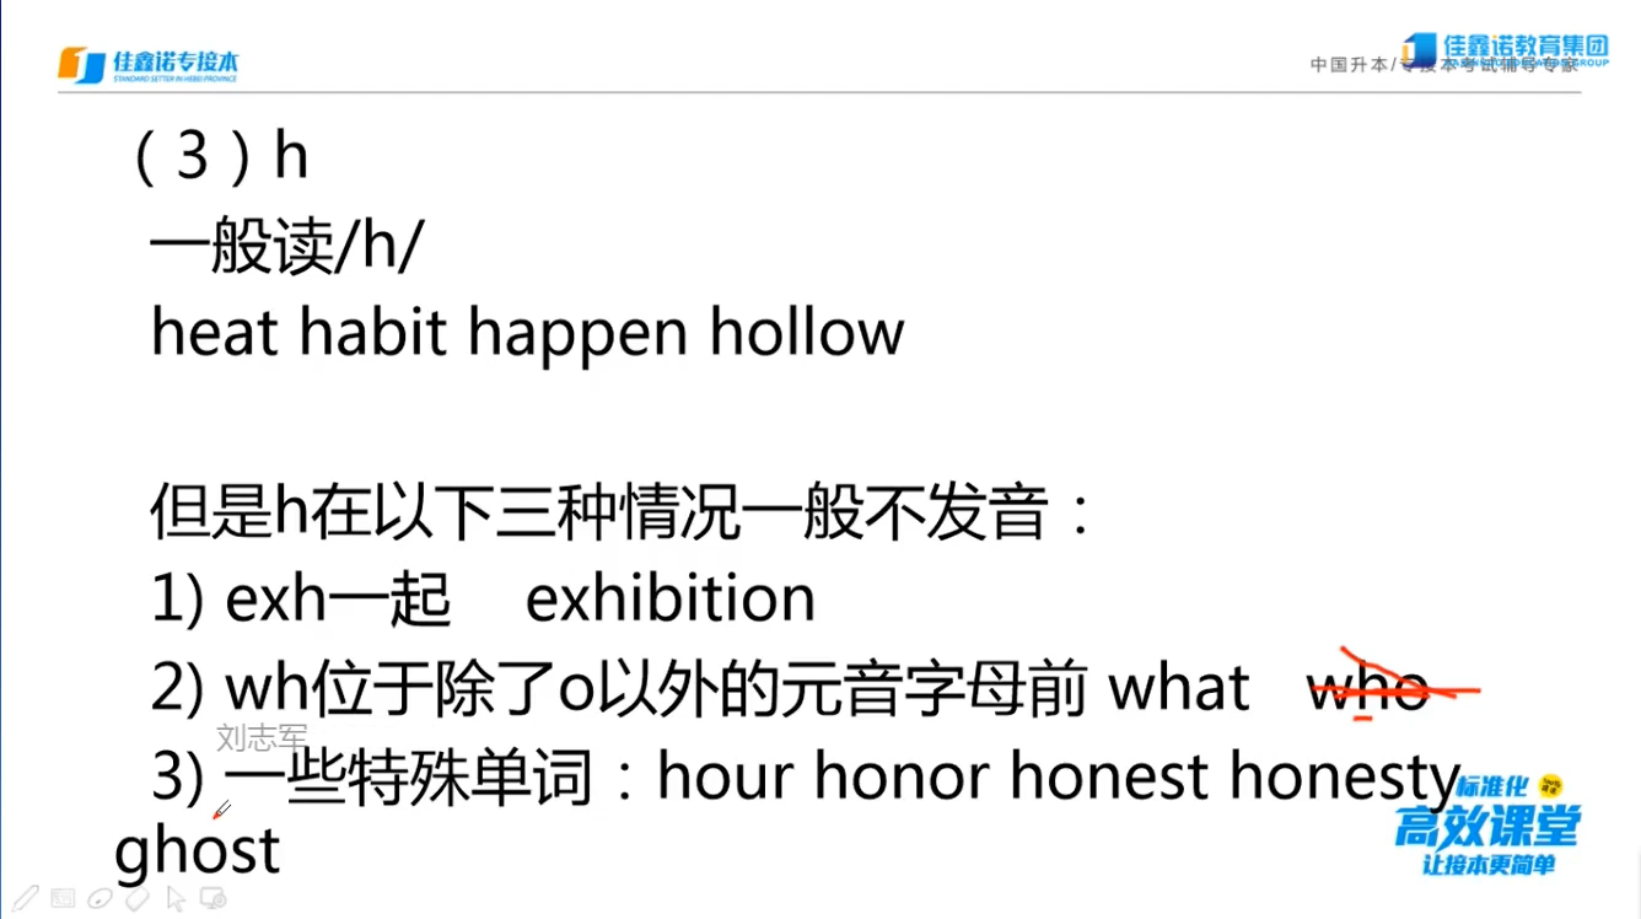 佳鑫诺专接本
STANDARD SETTER IN HEBEI PROVINCE
佳鑫诺教育集团
中国升本/专接本考试辅导专家
（3）h
一般读/h/
heat habit happen hollow
但是h在以下三种情况一般不发音：
1) exh一起 exhibition
2) wh位于除了o以外的元音字母前 what who
刘志军
3) 一些特殊单词：hour honor honest honesty
ghost
标准化
高效课堂
让接本更简单